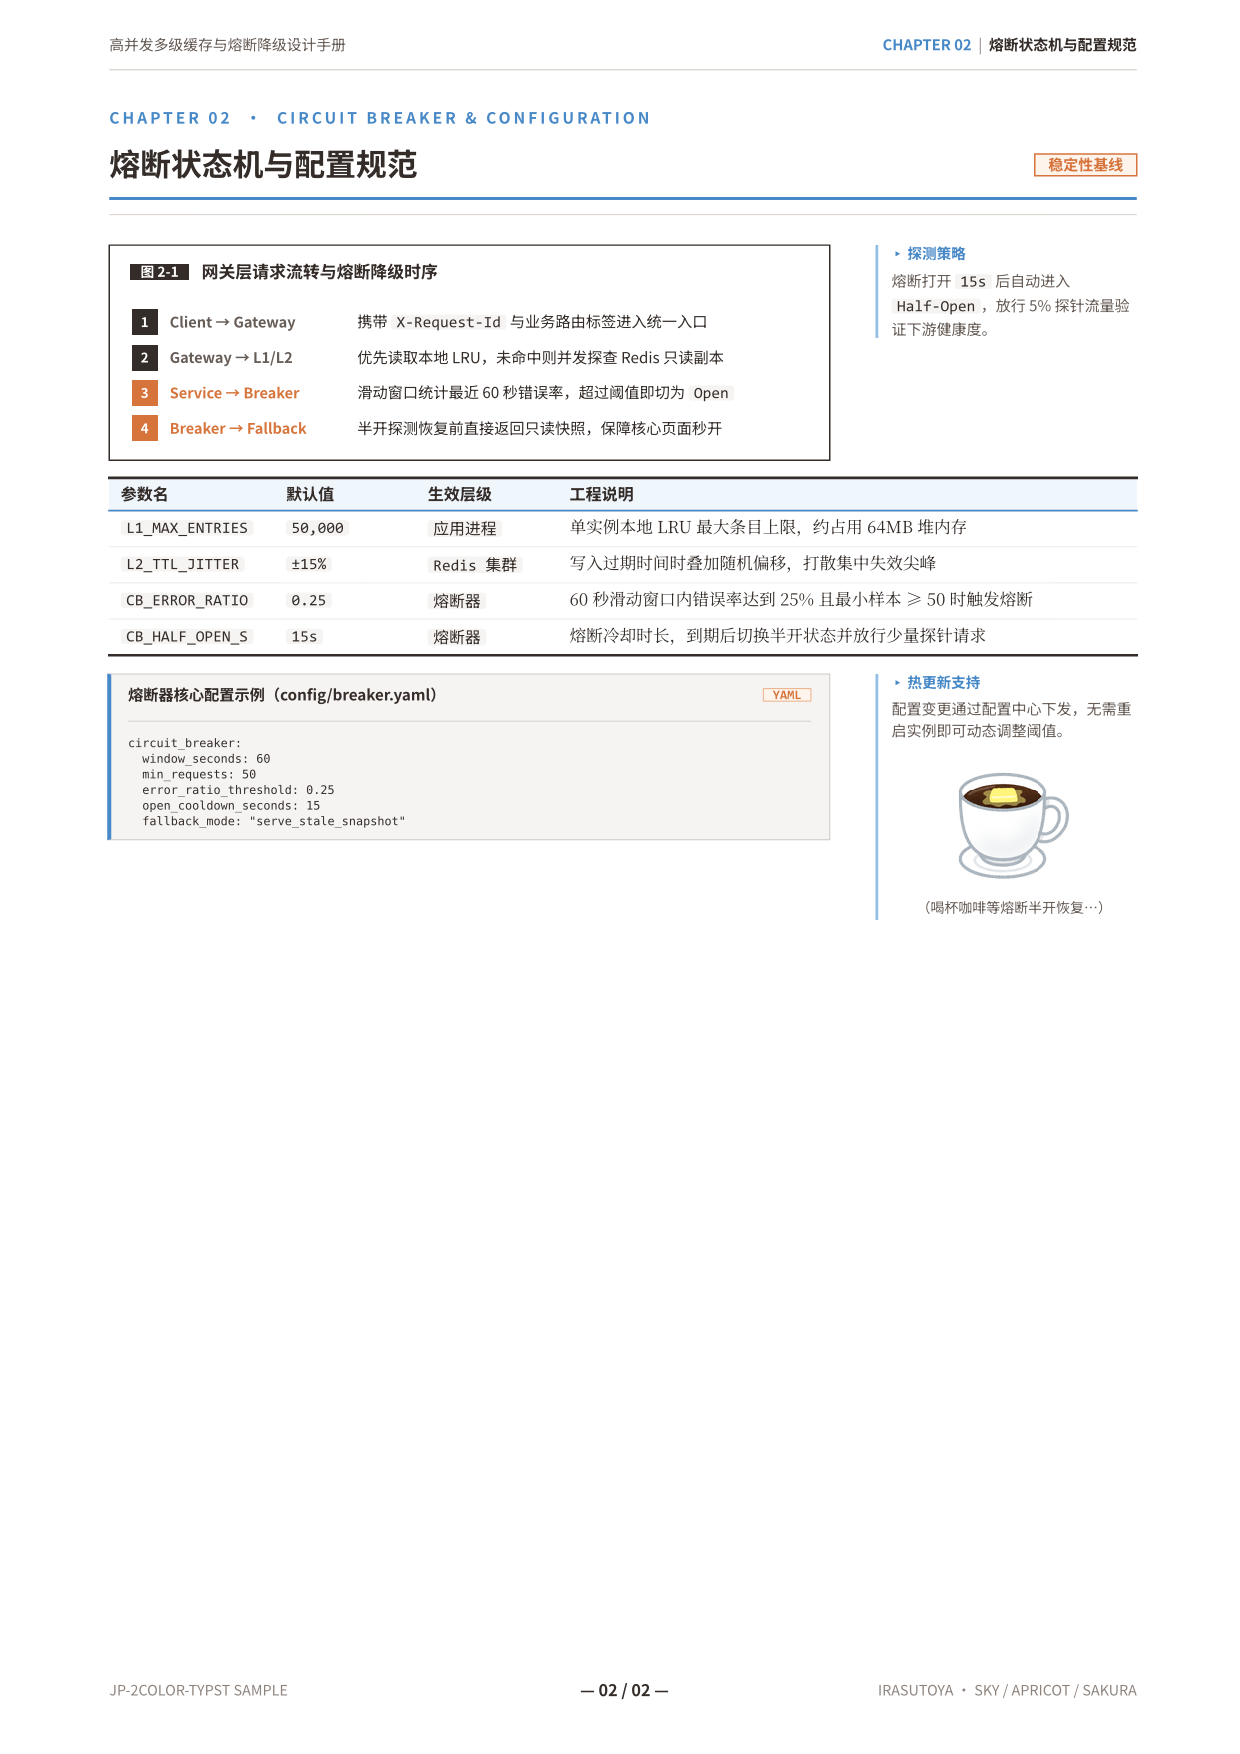 高并发多级缓存与熔断降级设计手册
CHAPTER 02 | 熔断状态机与配置规范
CHAPTER 02 • CIRCUIT BREAKER & CONFIGURATION
熔断状态机与配置规范
稳定性基线
图 2-1 网关层请求流转与熔断降级时序
1 Client → Gateway 携带 X-Request-Id 与业务路由标签进入统一入口
2 Gateway → L1/L2 优先读取本地 LRU，未命中则并发探查 Redis 只读副本
3 Service → Breaker 滑动窗口统计最近 60 秒错误率，超过阈值即切为 Open
4 Breaker → Fallback 半开探测恢复前直接返回只读快照，保障核心页面秒开
‣ 探测策略
熔断打开 15s 后自动进入
Half-Open，放行 5% 探针流量验
证下游健康度。
参数名 默认值 生效层级 工程说明
L1_MAX_ENTRIES 50,000 应用进程 单实例本地 LRU 最大条目上限，约占用 64MB 堆内存
L2_TTL_JITTER ±15% Redis 集群 写入过期时间时叠加随机偏移，打散集中失效尖峰
CB_ERROR_RATIO 0.25 熔断器 60 秒滑动窗口内错误率达到 25% 且最小样本 ⩾ 50 时触发熔断
CB_HALF_OPEN_S 15s 熔断器 熔断冷却时长，到期后切换半开状态并放行少量探针请求
熔断器核心配置示例（config/breaker.yaml）
YAML
circuit_breaker:
  window_seconds: 60
  min_requests: 50
  error_ratio_threshold: 0.25
  open_cooldown_seconds: 15
  fallback_mode: "serve_stale_snapshot"
‣ 热更新支持
配置变更通过配置中心下发，无需重
启实例即可动态调整阈值。
（喝杯咖啡等熔断半开恢复…）
JP-2COLOR-TYPST SAMPLE
— 02 / 02 —
IRASUTOYA • SKY / APRICOT / SAKURA